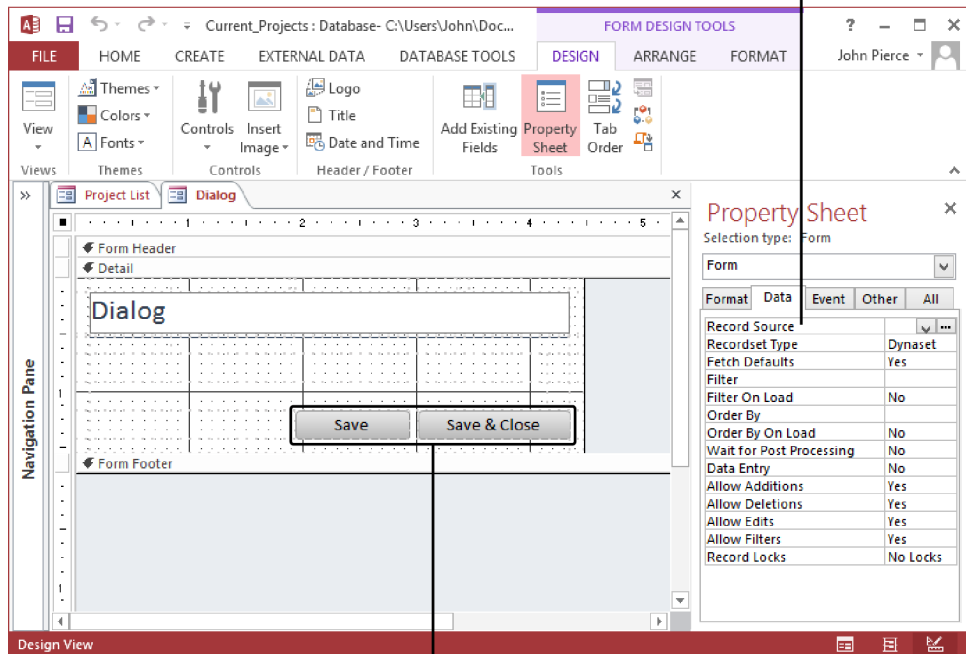 Current_Projects : Database- C:\Users\John\Doc...
FORM DESIGN TOOLS
?
FILE
HOME
CREATE
EXTERNAL DATA
DATABASE TOOLS
DESIGN
ARRANGE
FORMAT
John Pierce
View
Themes
Colors
A Fonts
Controls
Insert Image
Logo
Title
Date and Time
Add Existing Fields
Property Sheet
Tab Order
Views
Themes
Controls
Header / Footer
Tools
Project List
Dialog
1 2 3 4 5
Form Header
Detail
Dialog
1
Save
Save & Close
Form Footer
1
Navigation Pane
Property Sheet
Selection type: Form
Form
Format Data Event Other All
Record Source
Recordset Type Dynaset
Fetch Defaults Yes
Filter
Filter On Load No
Order By
Order By On Load No
Wait for Post Processing No
Data Entry No
Allow Additions Yes
Allow Deletions Yes
Allow Edits Yes
Allow Filters Yes
Record Locks No Locks
Design View